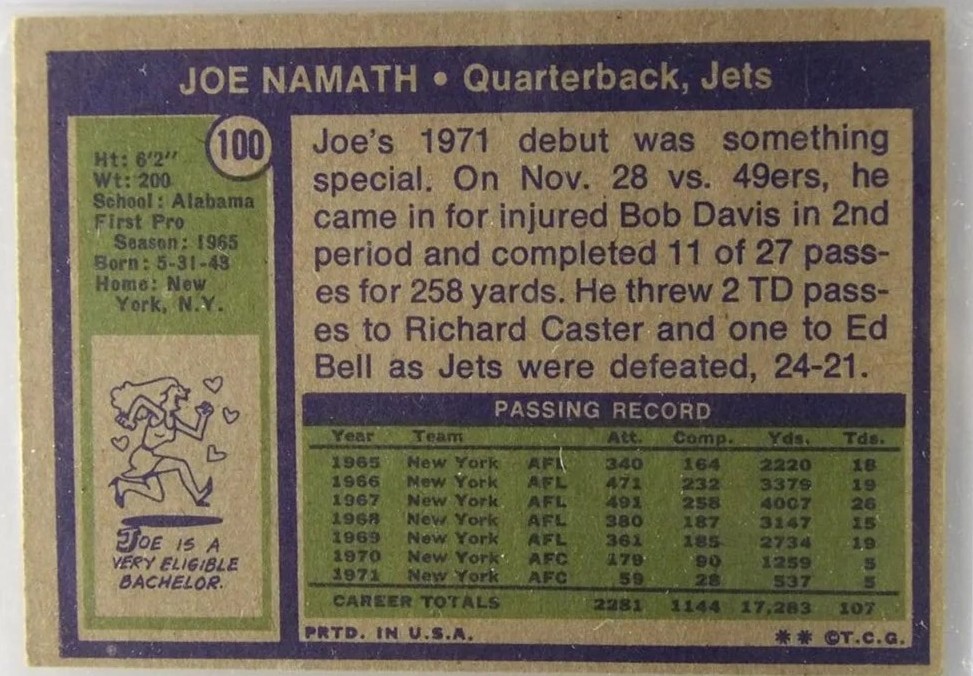 JOE NAMATH • Quarterback, Jets
100
Ht: 6'2"
Wt: 200
School: Alabama
First Pro
Season: 1965
Born: 5-31-43
Home: New
York, N.Y.
JOE IS A
VERY ELIGIBLE
BACHELOR.
Joe's 1971 debut was something
special. On Nov. 28 vs. 49ers, he
came in for injured Bob Davis in 2nd
period and completed 11 of 27 pass-
es for 258 yards. He threw 2 TD pass-
es to Richard Caster and one to Ed
Bell as Jets were defeated, 24-21.
PASSING RECORD
Year Team Att. Comp. Yds. Tds.
1965 New York AFL 340 164 2220 18
1966 New York AFL 471 232 3379 19
1967 New York AFL 491 258 4007 26
1968 New York AFL 380 187 3147 15
1969 New York AFL 361 185 2734 19
1970 New York AFC 179 90 1259 5
1971 New York AFC 59 28 537 5
CAREER TOTALS 2281 1144 17,283 107
PRTD. IN U.S.A. ** ©T.C.G.